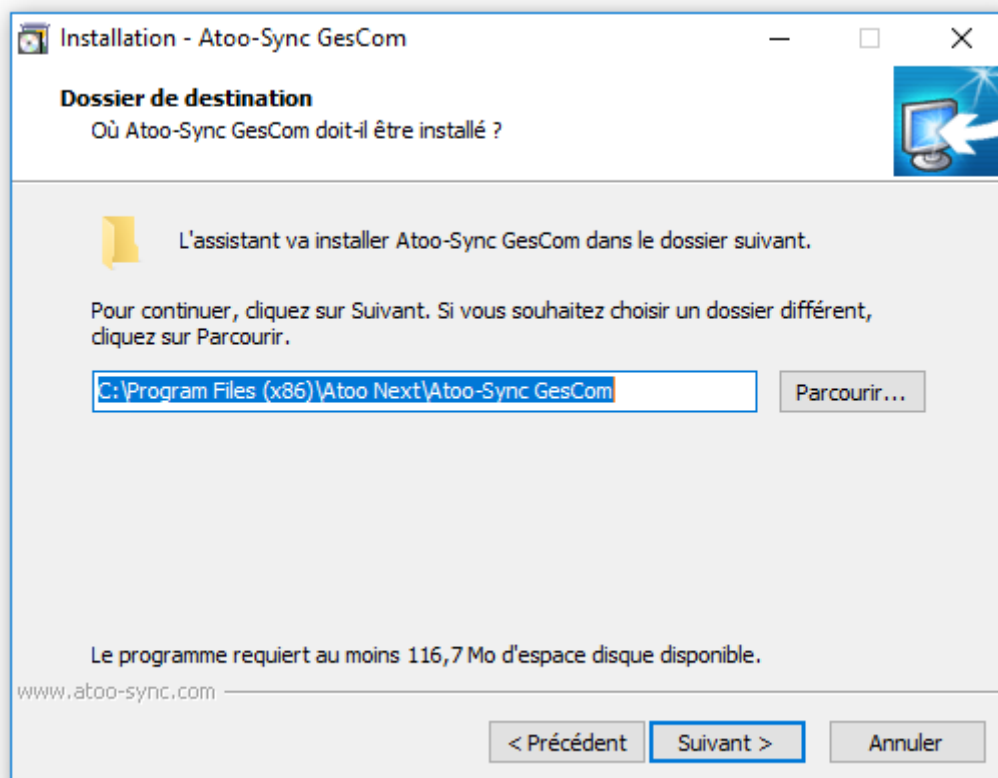 Installation - Atoo-Sync GesCom
Dossier de destination
Où Atoo-Sync GesCom doit-il être installé ?
L'assistant va installer Atoo-Sync GesCom dans le dossier suivant.
Pour continuer, cliquez sur Suivant. Si vous souhaitez choisir un dossier différent,
cliquez sur Parcourir.
C:\Program Files (x86)\Atoo Next\Atoo-Sync GesCom
Parcourir...
Le programme requiert au moins 116,7 Mo d'espace disque disponible.
www.atoo-sync.com
< Précédent
Suivant >
Annuler